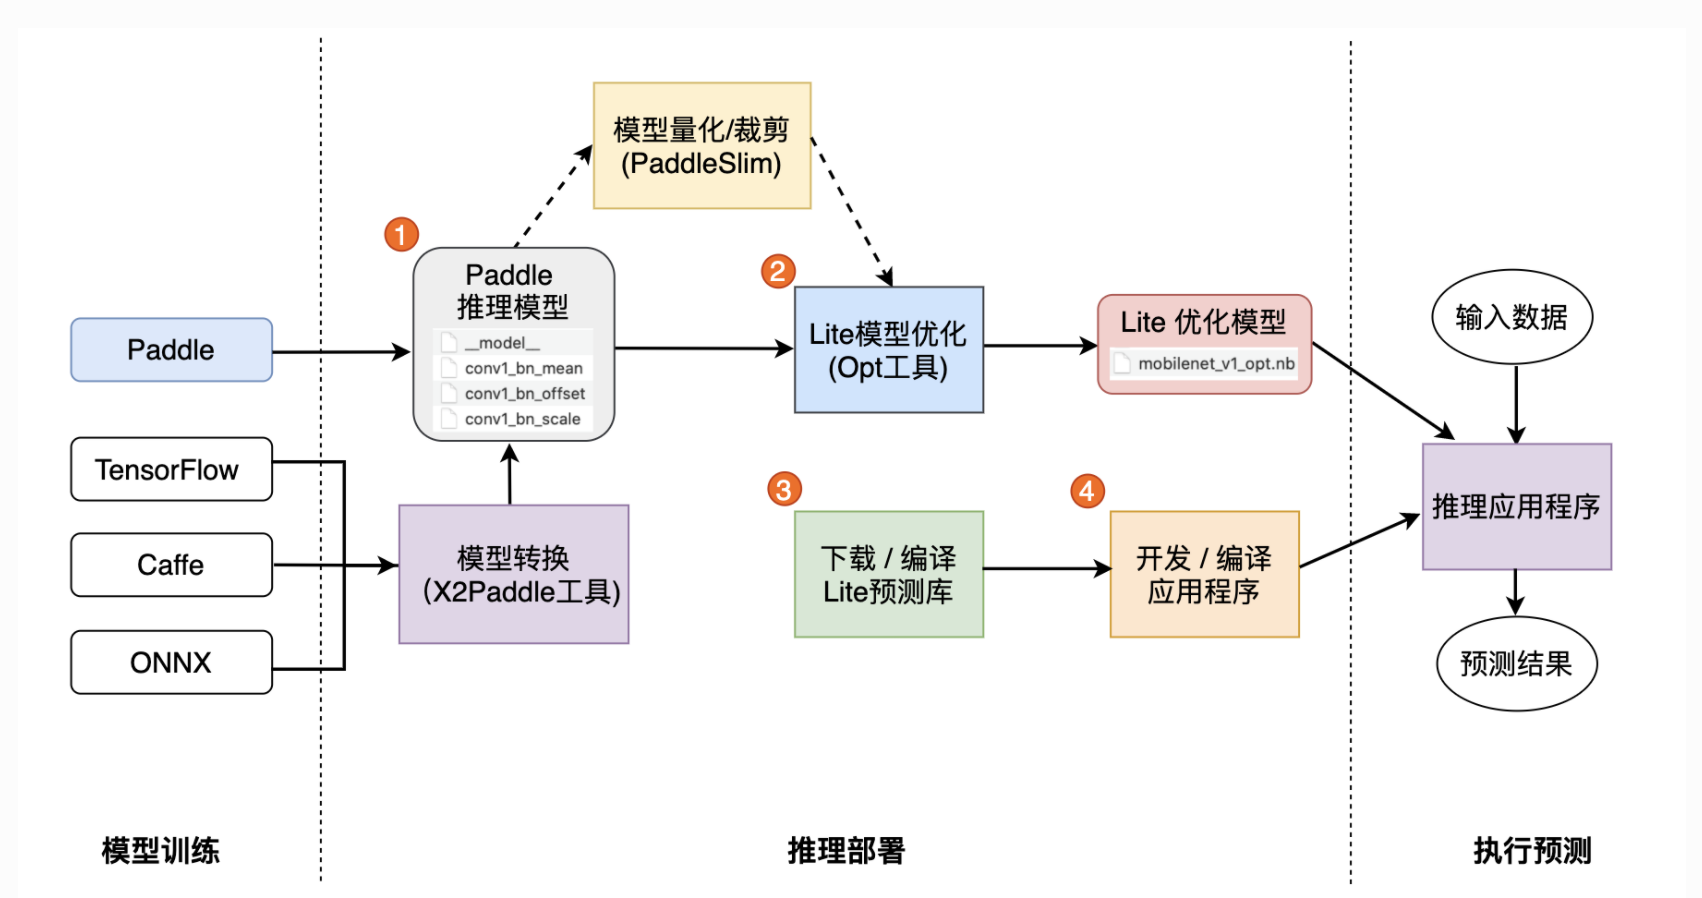 模型量化/裁剪
(PaddleSlim)
1
Paddle
推理模型
__model__
conv1_bn_mean
conv1_bn_offset
conv1_bn_scale
2
Lite模型优化
(Opt工具)
Lite 优化模型
mobilenet_v1_opt.nb
输入数据
Paddle
TensorFlow
Caffe
ONNX
模型转换
（X2Paddle工具)
3
下载 / 编译
Lite预测库
4
开发 / 编译
应用程序
推理应用程序
预测结果
模型训练
推理部署
执行预测